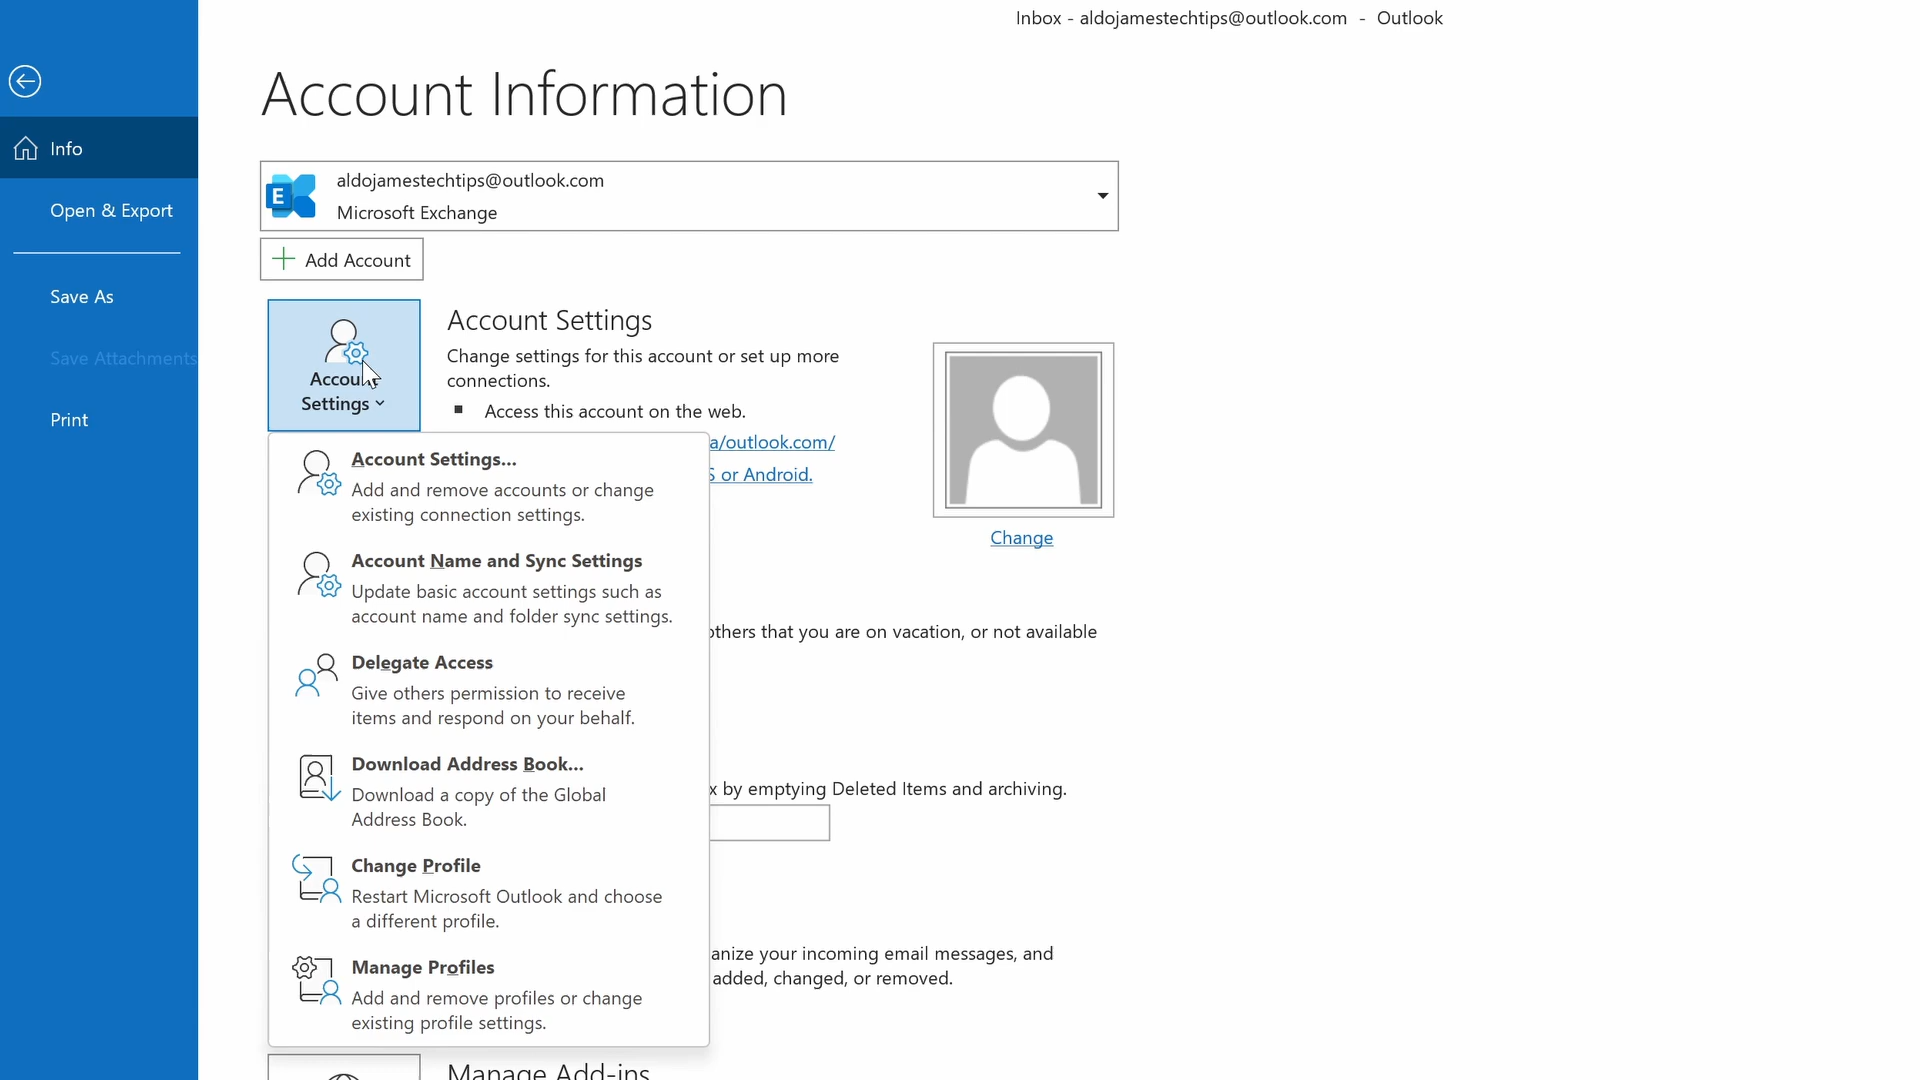 Inbox - aldojamestechtips@outlook.com - Outlook
Account Information
Info
Open & Export
Save As
Save Attachments
Print
aldojamestechtips@outlook.com
Microsoft Exchange
Add Account
Account
Settings
Account Settings
Change settings for this account or set up more
connections.
Access this account on the web.
a/outlook.com/
S or Android.
Change
Account Settings...
Add and remove accounts or change
existing connection settings.
Account Name and Sync Settings
Update basic account settings such as
account name and folder sync settings.
others that you are on vacation, or not available
Delegate Access
Give others permission to receive
items and respond on your behalf.
Download Address Book...
Download a copy of the Global
Address Book.
x by emptying Deleted Items and archiving.
Change Profile
Restart Microsoft Outlook and choose
a different profile.
Manage Profiles
Add and remove profiles or change
existing profile settings.
anize your incoming email messages, and
added, changed, or removed.
Manage Add-ins